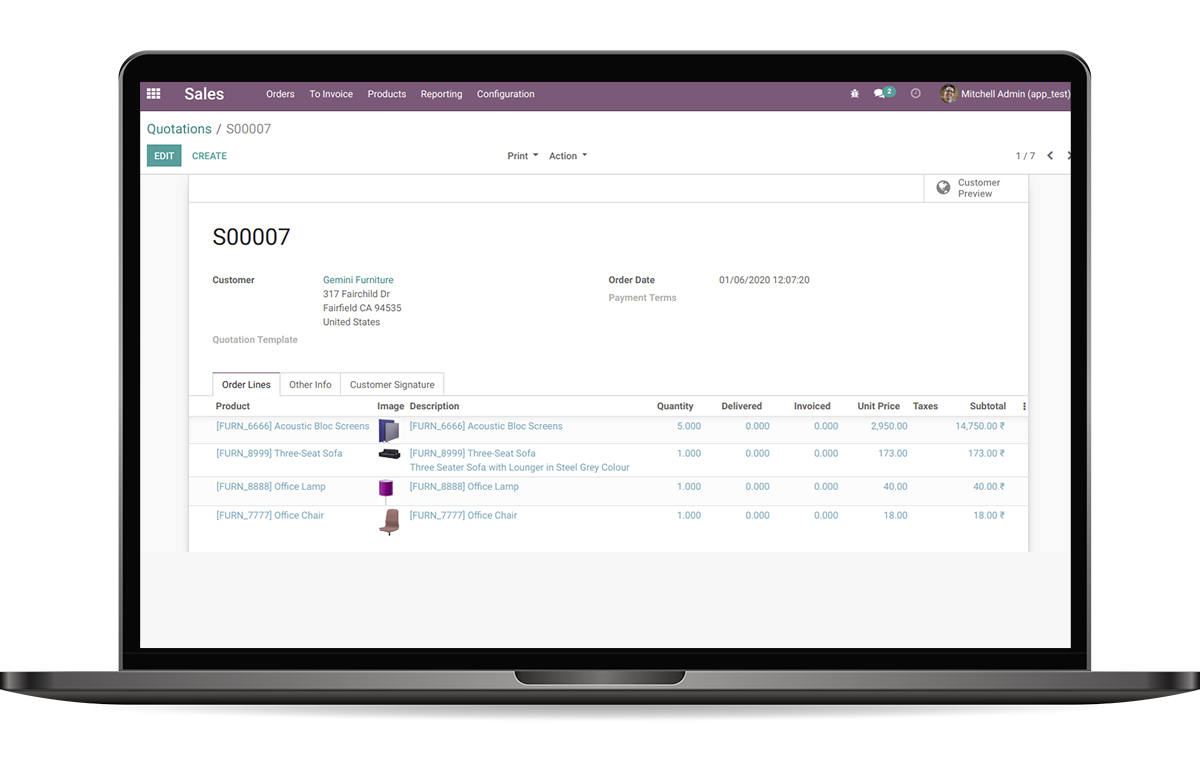 Sales Orders To Invoice Products Reporting Configuration 2 Mitchell Admin (app_test)
Quotations / S00007
EDIT CREATE Print Action 1 / 7
Customer
Preview
S00007
Customer Gemini Furniture Order Date 01/06/2020 12:07:20
317 Fairchild Dr Payment Terms
Fairfield CA 94535
United States
Quotation Template
Order Lines Other Info Customer Signature
Product Image Description Quantity Delivered Invoiced Unit Price Taxes Subtotal
[FURN_6666] Acoustic Bloc Screens [FURN_6666] Acoustic Bloc Screens 5.000 0.000 0.000 2,950.00 14,750.00 ₹
[FURN_8999] Three-Seat Sofa [FURN_8999] Three-Seat Sofa 1.000 0.000 0.000 173.00 173.00 ₹
Three Seater Sofa with Lounger in Steel Grey Colour
[FURN_8888] Office Lamp [FURN_8888] Office Lamp 1.000 0.000 0.000 40.00 40.00 ₹
[FURN_7777] Office Chair [FURN_7777] Office Chair 1.000 0.000 0.000 18.00 18.00 ₹